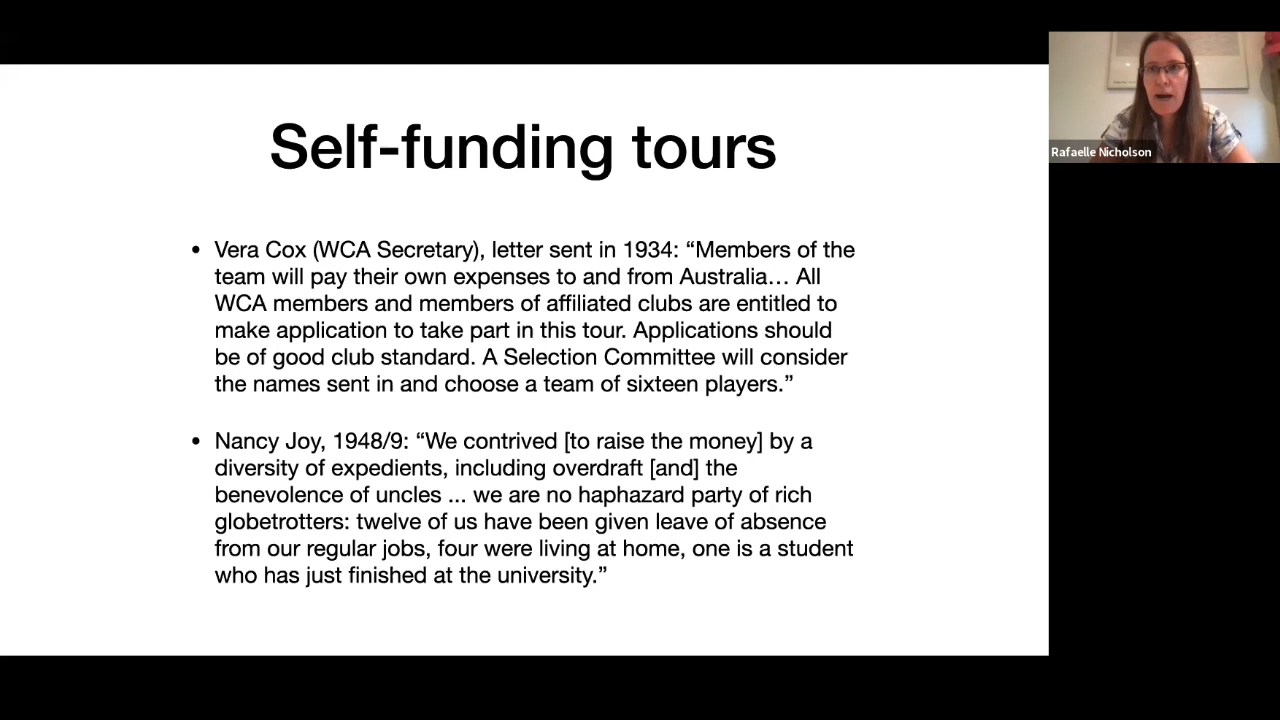 Self-funding tours
• Vera Cox (WCA Secretary), letter sent in 1934: “Members of the
team will pay their own expenses to and from Australia… All
WCA members and members of affiliated clubs are entitled to
make application to take part in this tour. Applications should
be of good club standard. A Selection Committee will consider
the names sent in and choose a team of sixteen players.”
• Nancy Joy, 1948/9: “We contrived [to raise the money] by a
diversity of expedients, including overdraft [and] the
benevolence of uncles ... we are no haphazard party of rich
globetrotters: twelve of us have been given leave of absence
from our regular jobs, four were living at home, one is a student
who has just finished at the university.”
Rafaelle Nicholson